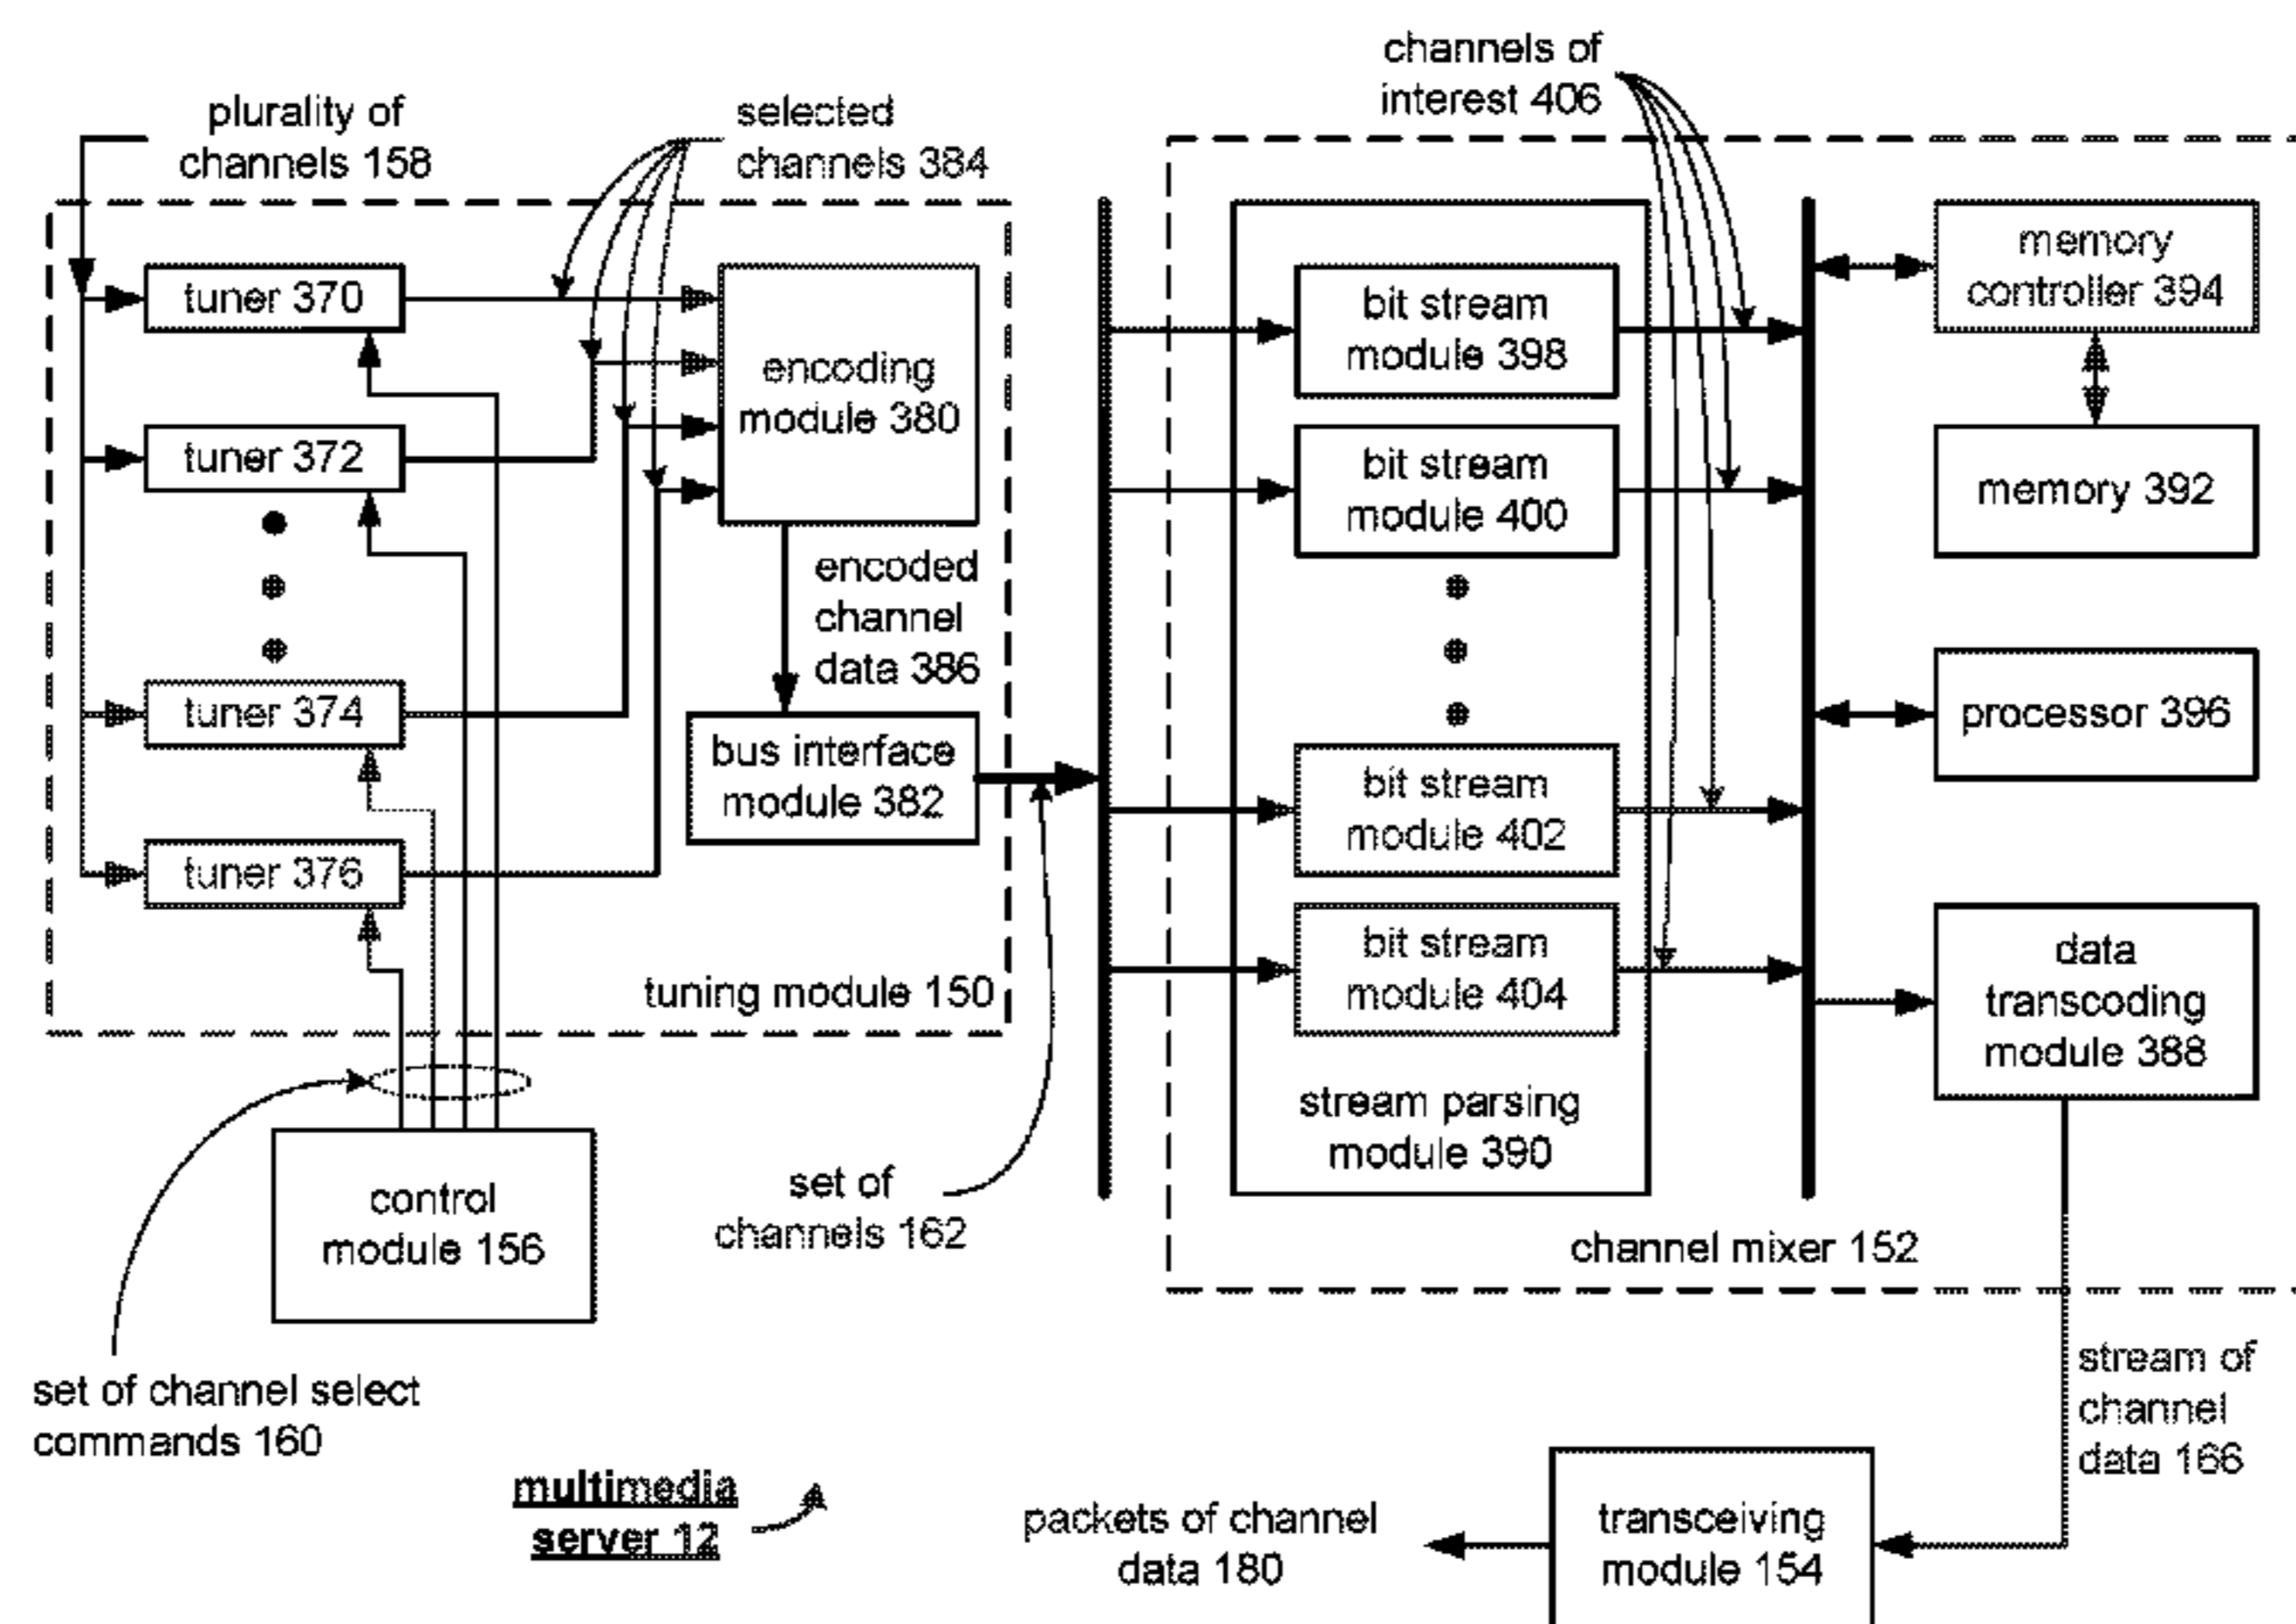 plurality of
channels 158
selected
channels 384
channels of
interest 406
tuner 370
tuner 372
tuner 374
tuner 376
encoding
module 380
encoded
channel
data 386
bus interface
module 382
tuning module 150
control
module 156
set of channel select
commands 160
set of
channels 162
bit stream
module 398
bit stream
module 400
bit stream
module 402
bit stream
module 404
stream parsing
module 390
memory
controller 394
memory 392
processor 396
data
transcoding
module 388
channel mixer 152
stream of
channel
data 166
multimedia
server 12
packets of channel
data 180
transceiving
module 154